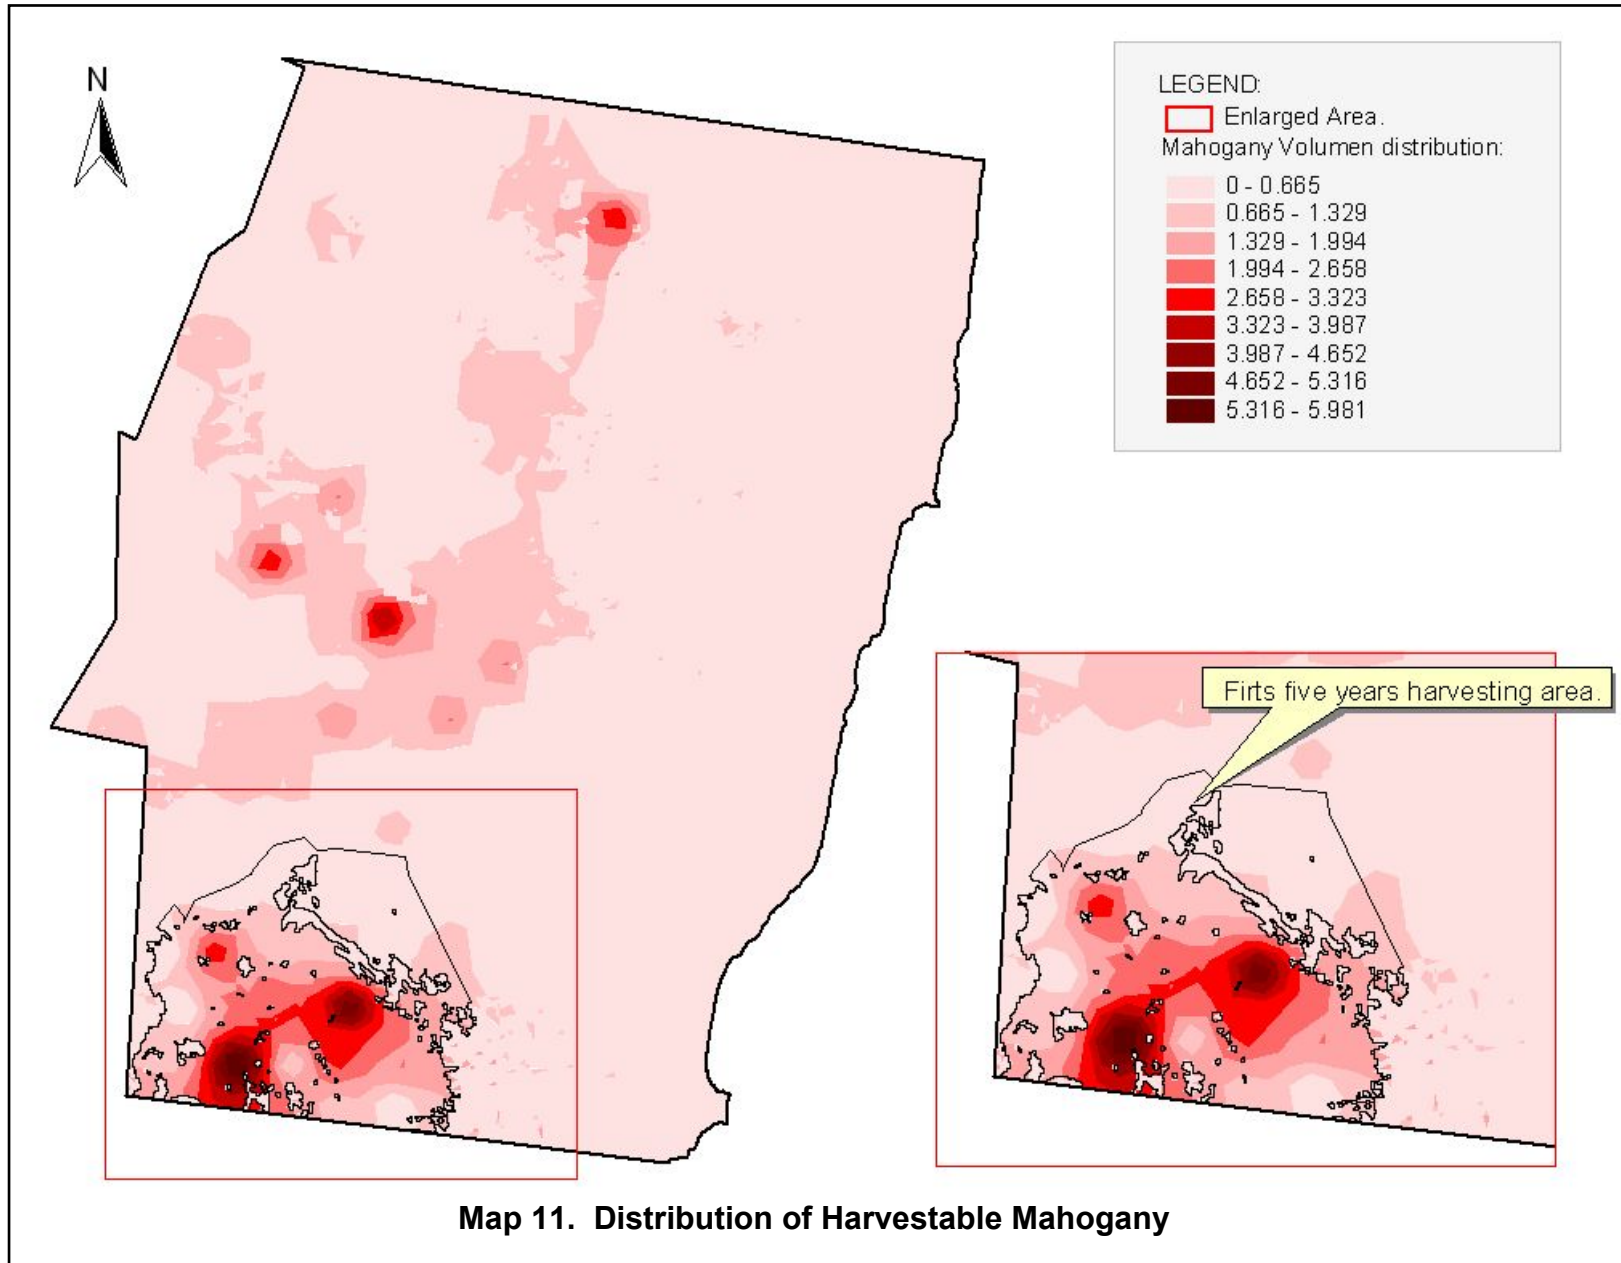 N
LEGEND:
Enlarged Area.
Mahogany Volumen distribution:
0 - 0.665
0.665 - 1.329
1.329 - 1.994
1.994 - 2.658
2.658 - 3.323
3.323 - 3.987
3.987 - 4.652
4.652 - 5.316
5.316 - 5.981
Firts five years harvesting area.
Map 11. Distribution of Harvestable Mahogany